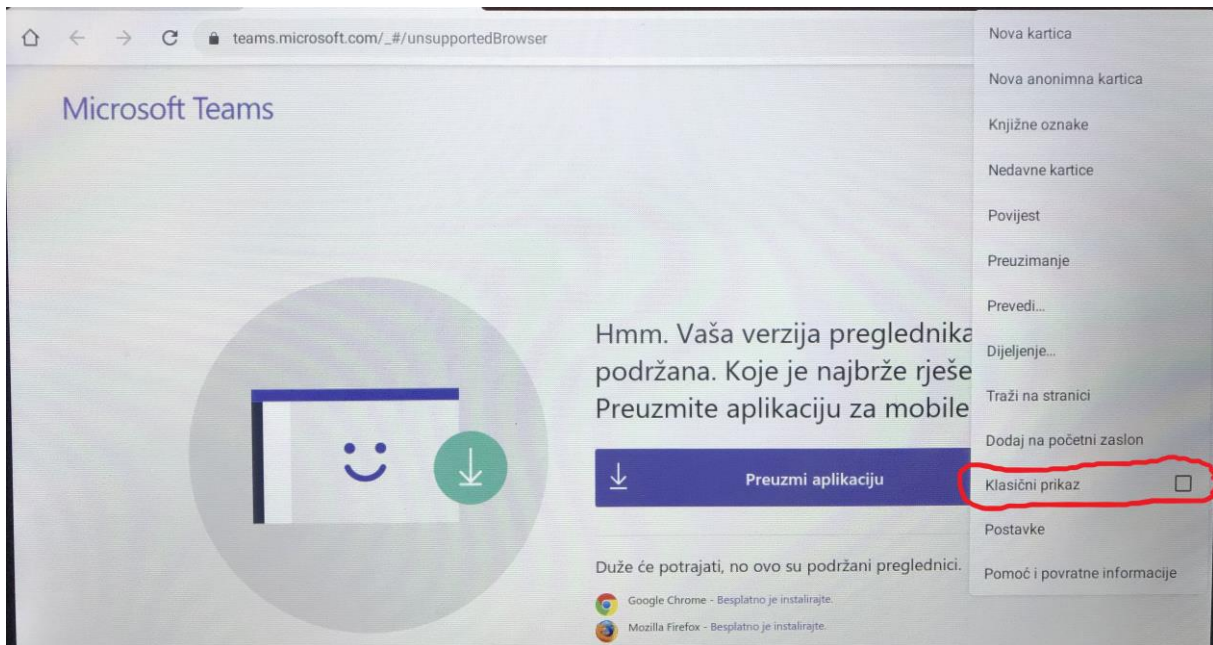 teams.microsoft.com/_#/unsupportedBrowser
Microsoft Teams
Hmm. Vaša verzija preglednika
podržana. Koje je najbrže rješe
Preuzmite aplikaciju za mobile
Preuzmi aplikaciju
Duže će potrajati, no ovo su podržani preglednici.
Google Chrome - Besplatno je instalirajte.
Mozilla Firefox - Besplatno je instalirajte.
Nova kartica
Nova anonimna kartica
Knjižne oznake
Nedavne kartice
Povijest
Preuzimanje
Prevedi...
Dijeljenje...
Traži na stranici
Dodaj na početni zaslon
Klasični prikaz
Postavke
Pomoć i povratne informacije